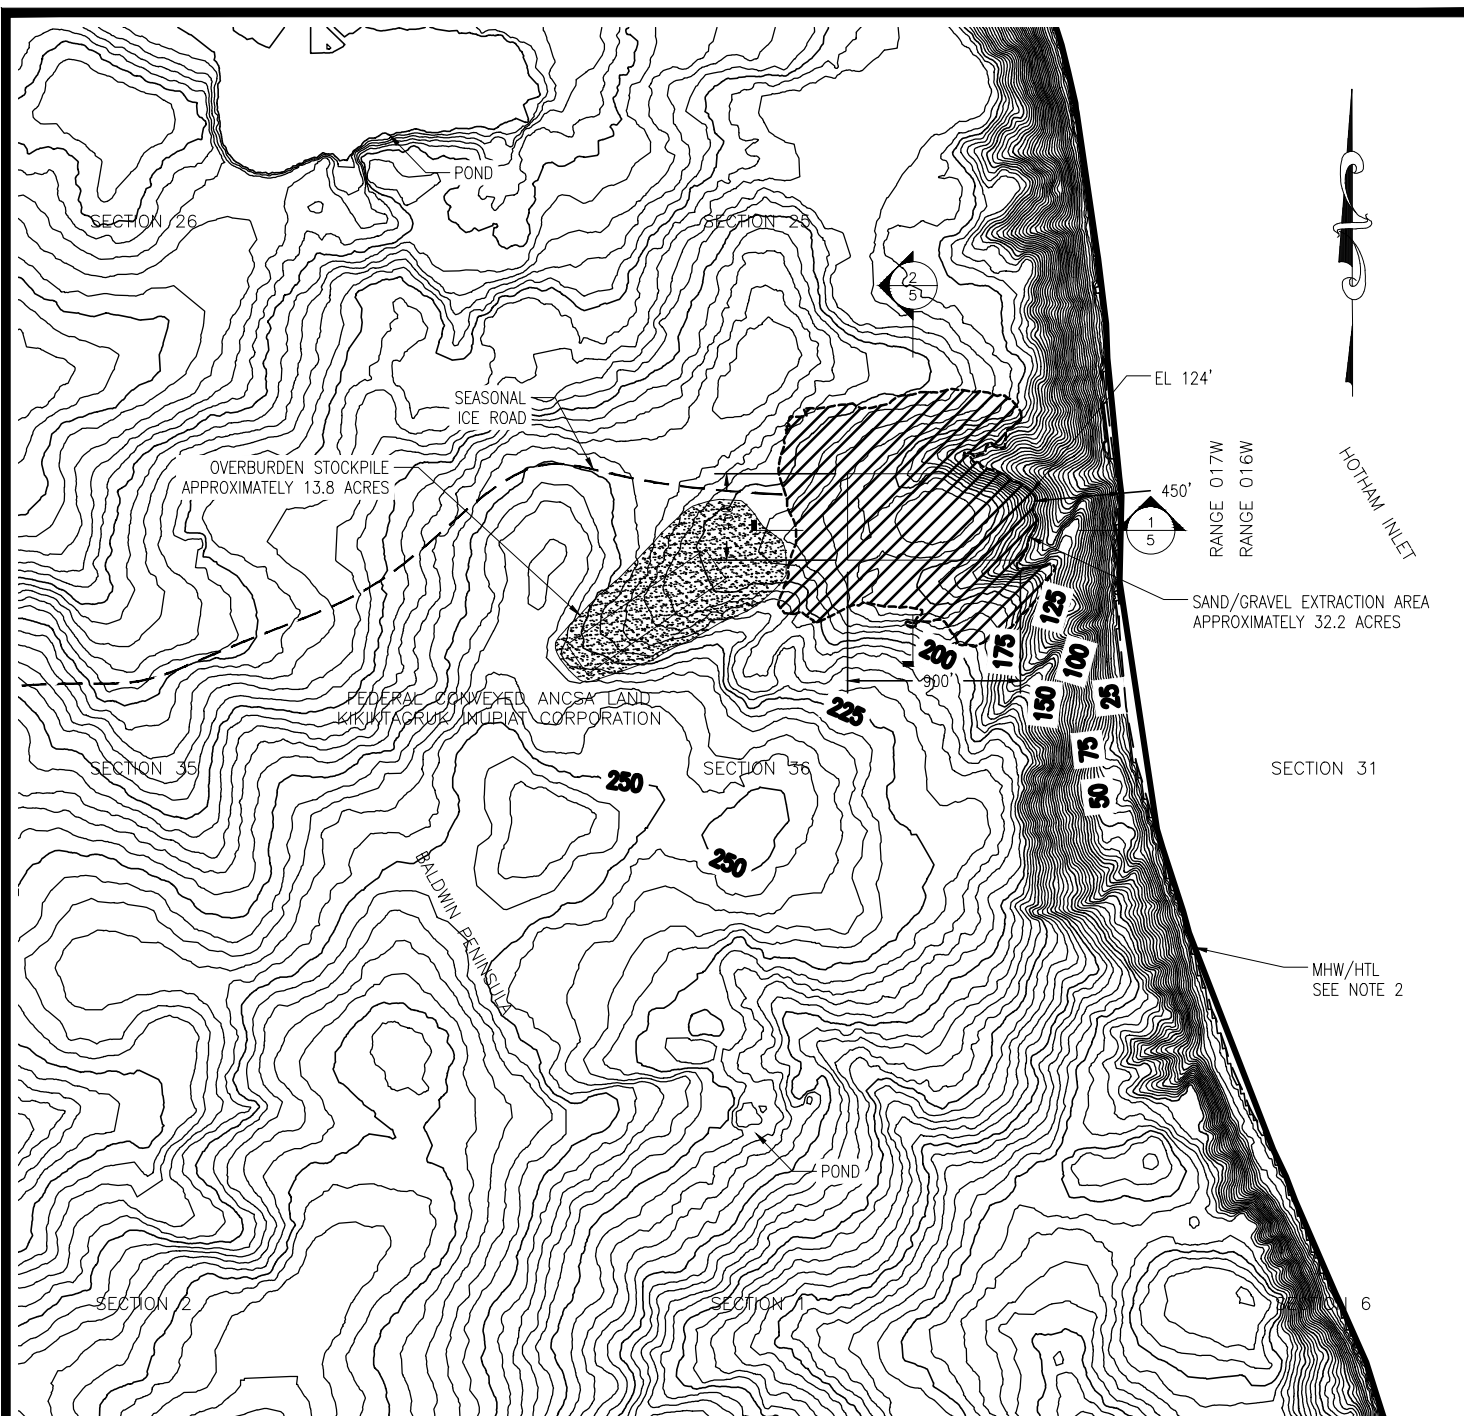 POND
SECTION 26
SECTION 25
2
5
SEASONAL
ICE ROAD
EL 124'
OVERBURDEN STOCKPILE
APPROXIMATELY 13.8 ACRES
RANGE 017W
RANGE 016W
HOTHAM INLET
450'
1
5
SAND/GRAVEL EXTRACTION AREA
APPROXIMATELY 32.2 ACRES
125
200
175
100
900'
150
25
225
FEDERAL CONVEYED ANCSA LAND
KIKIKTAGRUK INUPIAT CORPORATION
75
50
SECTION 35
250
SECTION 36
SECTION 31
250
BALDWIN PENINSULA
MHW/HTL
SEE NOTE 2
POND
SECTION 2
SECTION 1
SECTION 6